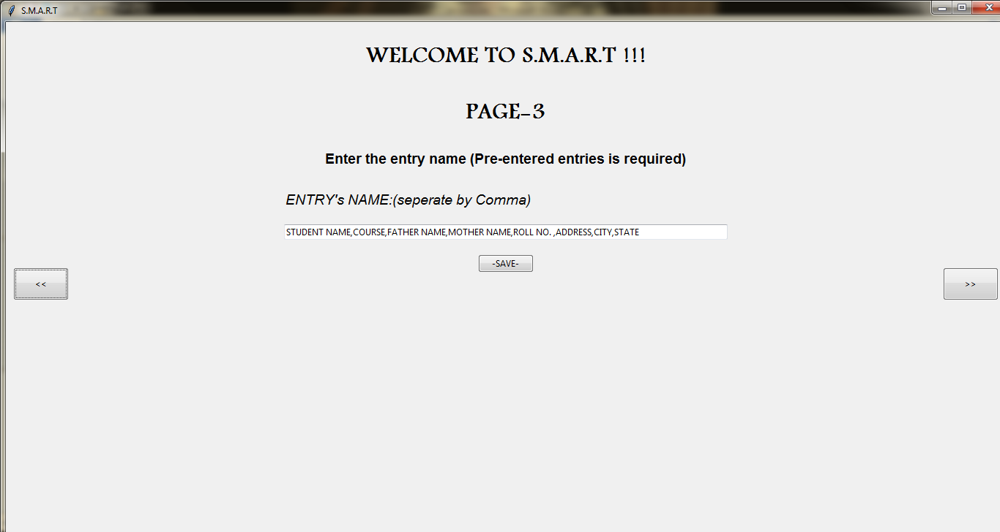 S.M.A.R.T
WELCOME TO S.M.A.R.T !!!
PAGE-3
Enter the entry name (Pre-entered entries is required)
ENTRY's NAME:(seperate by Comma)
STUDENT NAME,COURSE,FATHER NAME,MOTHER NAME,ROLL NO. ,ADDRESS,CITY,STATE
-SAVE-
<<
>>